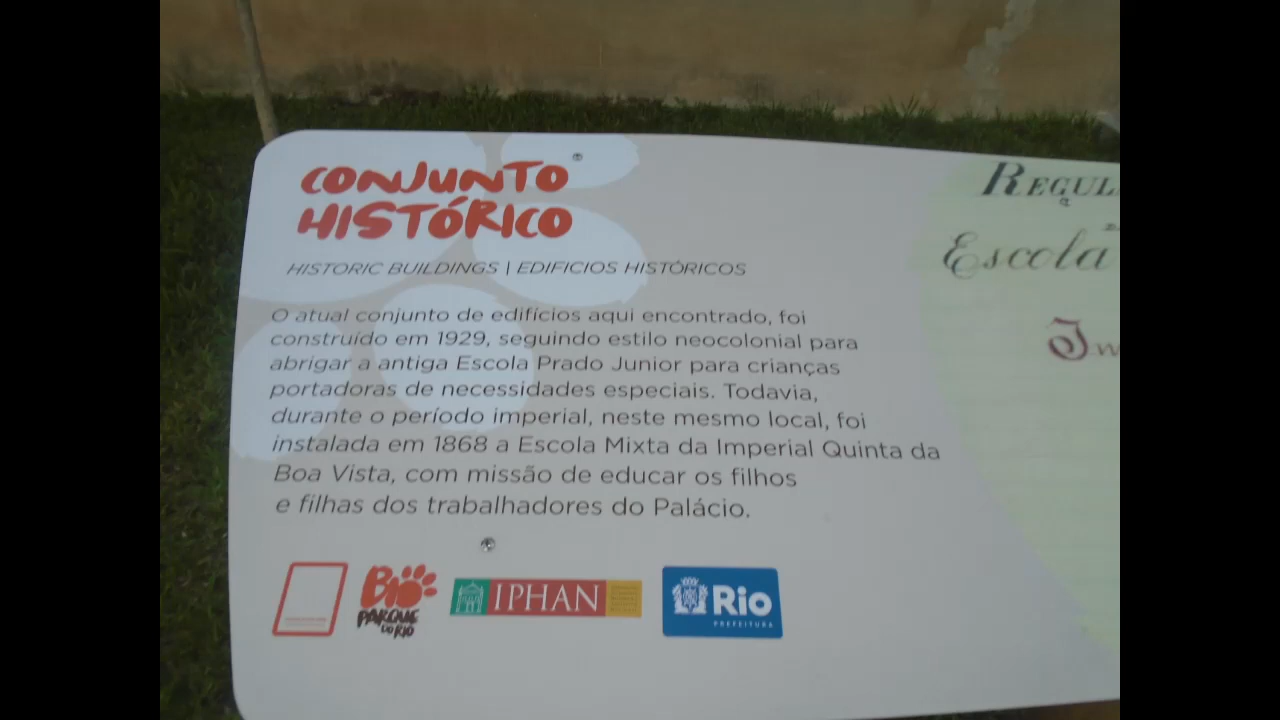 CONJUNTO
HISTÓRICO
HISTORIC BUILDINGS | EDIFICIOS HISTÓRICOS
O atual conjunto de edifícios aqui encontrado, foi
construído em 1929, seguindo estilo neocolonial para
abrigar a antiga Escola Prado Junior para crianças
portadoras de necessidades especiais. Todavia,
durante o período imperial, neste mesmo local, foi
instalada em 1868 a Escola Mixta da Imperial Quinta da
Boa Vista, com missão de educar os filhos
e filhas dos trabalhadores do Palácio.
BIO
PARQUE
DO RIO
IPHAN
Rio
PREFEITURA
REGUL
Escola